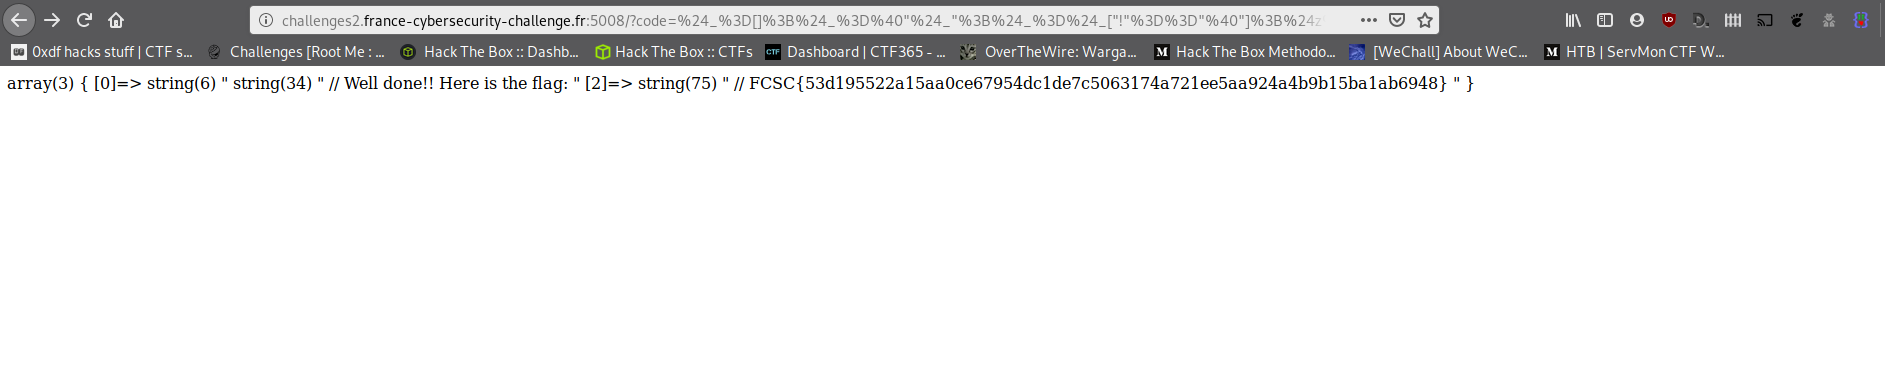 challenges2.france-cybersecurity-challenge.fr:5008/?code=%24_%3D[]%3B%24_%3D%40"%24_"%3B%24_%3D%24_["!"%3D%3D"%40"]%3B%24z
0xdf hacks stuff | CTF s... Challenges [Root Me : ... Hack The Box :: Dashb... Hack The Box :: CTFs CTF Dashboard | CTF365 - ... OverTheWire: Warga... M Hack The Box Methodo... [WeChall] About WeC... M HTB | ServMon CTF W...
array(3) { [0]=> string(6) " string(34) " // Well done!! Here is the flag: " [2]=> string(75) " // FCSC{53d195522a15aa0ce67954dc1de7c5063174a721ee5aa924a4b9b15ba1ab6948} " }